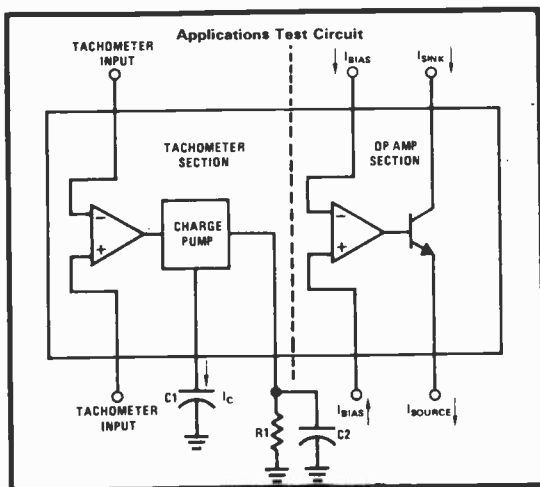 Applications Test Circuit
TACHOMETER
INPUT
IBIAS
ISINK
TACHOMETER
SECTION
OP AMP
SECTION
−
+
CHARGE
PUMP
−
+
C1
IC
TACHOMETER
INPUT
R1
C2
IBIAS
ISOURCE